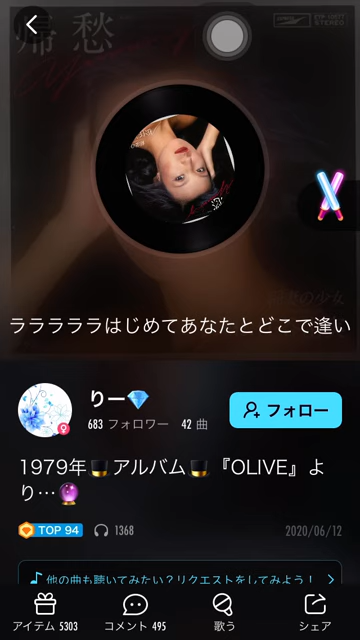 帰愁
STEREO
ラララララはじめてあなたとどこで逢い
りー💎
683 フォロワー 42 曲
フォロー
1979年🎩アルバム🎩『OLIVE』よ
り…🔮
TOP 94 1368 2020/06/12
他の曲も聴いてみたい？リクエストをしてみよう！
アイテム 5303 コメント 495 歌う シェア